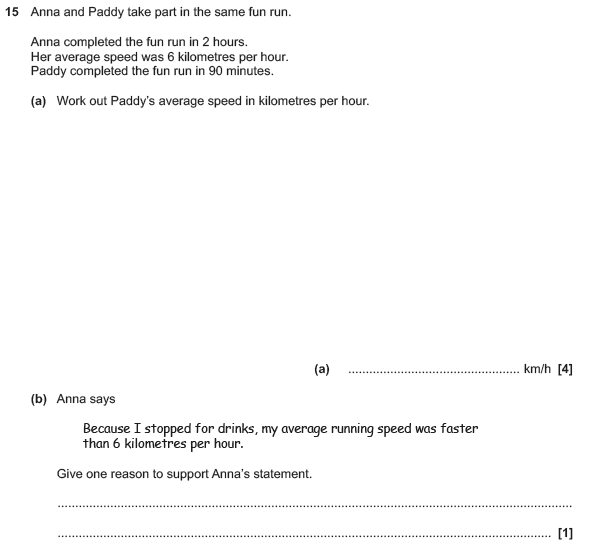 15 Anna and Paddy take part in the same fun run.
Anna completed the fun run in 2 hours.
Her average speed was 6 kilometres per hour.
Paddy completed the fun run in 90 minutes.
(a) Work out Paddy's average speed in kilometres per hour.
(a) .................................................. km/h [4]
(b) Anna says
Because I stopped for drinks, my average running speed was faster
than 6 kilometres per hour.
Give one reason to support Anna's statement.
....................................................................................................
.................................................................................................... [1]